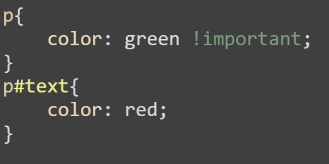 p{
    color: green !important;
}
p#text{
    color: red;
}